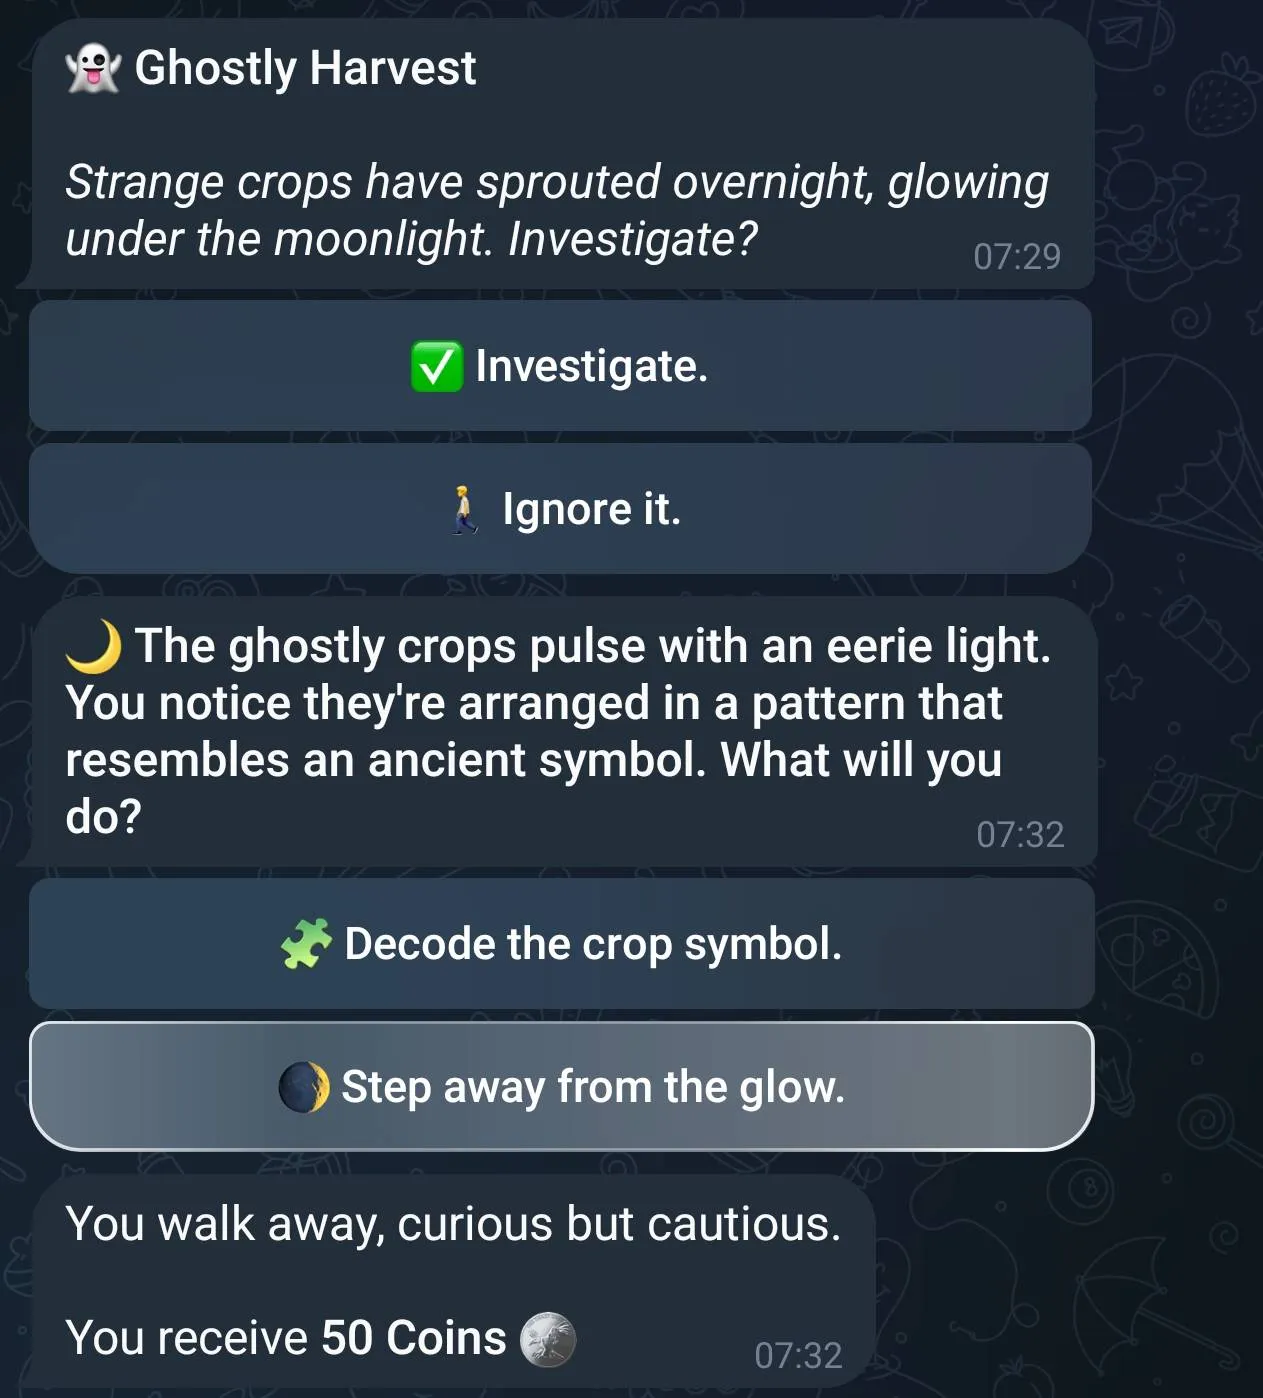 👻 Ghostly Harvest
Strange crops have sprouted overnight, glowing
under the moonlight. Investigate?
07:29
✅ Investigate.
🚶 Ignore it.
🌙 The ghostly crops pulse with an eerie light.
You notice they're arranged in a pattern that
resembles an ancient symbol. What will you
do?
07:32
🧩 Decode the crop symbol.
🌒 Step away from the glow.
You walk away, curious but cautious.
You receive 50 Coins
07:32